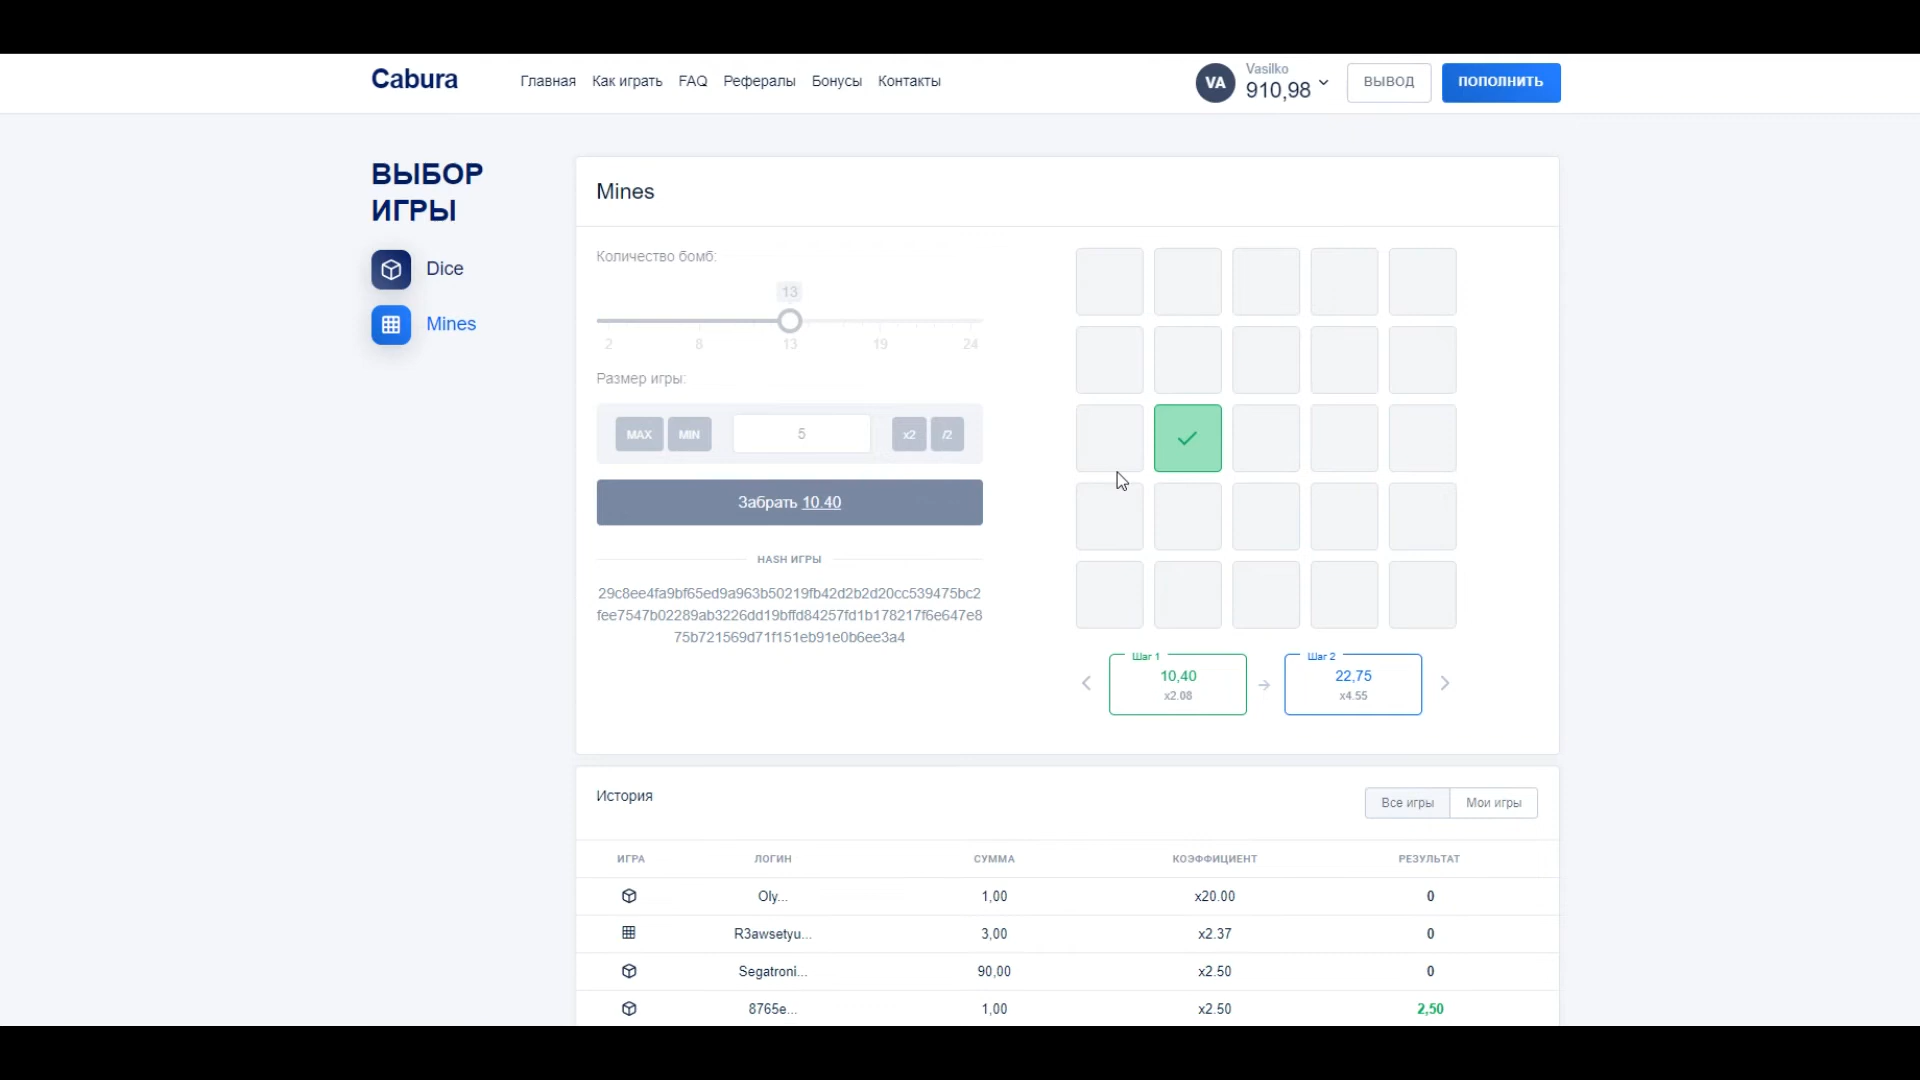 Cabura
Главная Как играть FAQ Рефералы Бонусы Контакты
VA
Vasilko
910,98
ВЫВОД
ПОПОЛНИТЬ
ВЫБОР
ИГРЫ
Dice
Mines
Mines
Количество бомб:
13
2 8 13 19 24
Размер игры:
MAX MIN 5 x2 /2
Забрать 10.40
HASH ИГРЫ
29c8ee4fa9bf65ed9a963b50219fb42d2b2d20cc539475bc2
fee7547b02289ab3226dd19bffd84257fd1b178217f6e647e8
75b721569d71f151eb91e0b6ee3a4
Шаг 1
10,40
x2.08
Шаг 2
22,75
x4.55
История
Все игры Мои игры
ИГРА ЛОГИН СУММА КОЭФФИЦИЕНТ РЕЗУЛЬТАТ
Oly... 1,00 x20.00 0
R3awsetyu... 3,00 x2.37 0
Segatroni... 90,00 x2.50 0
8765e... 1,00 x2.50 2,50